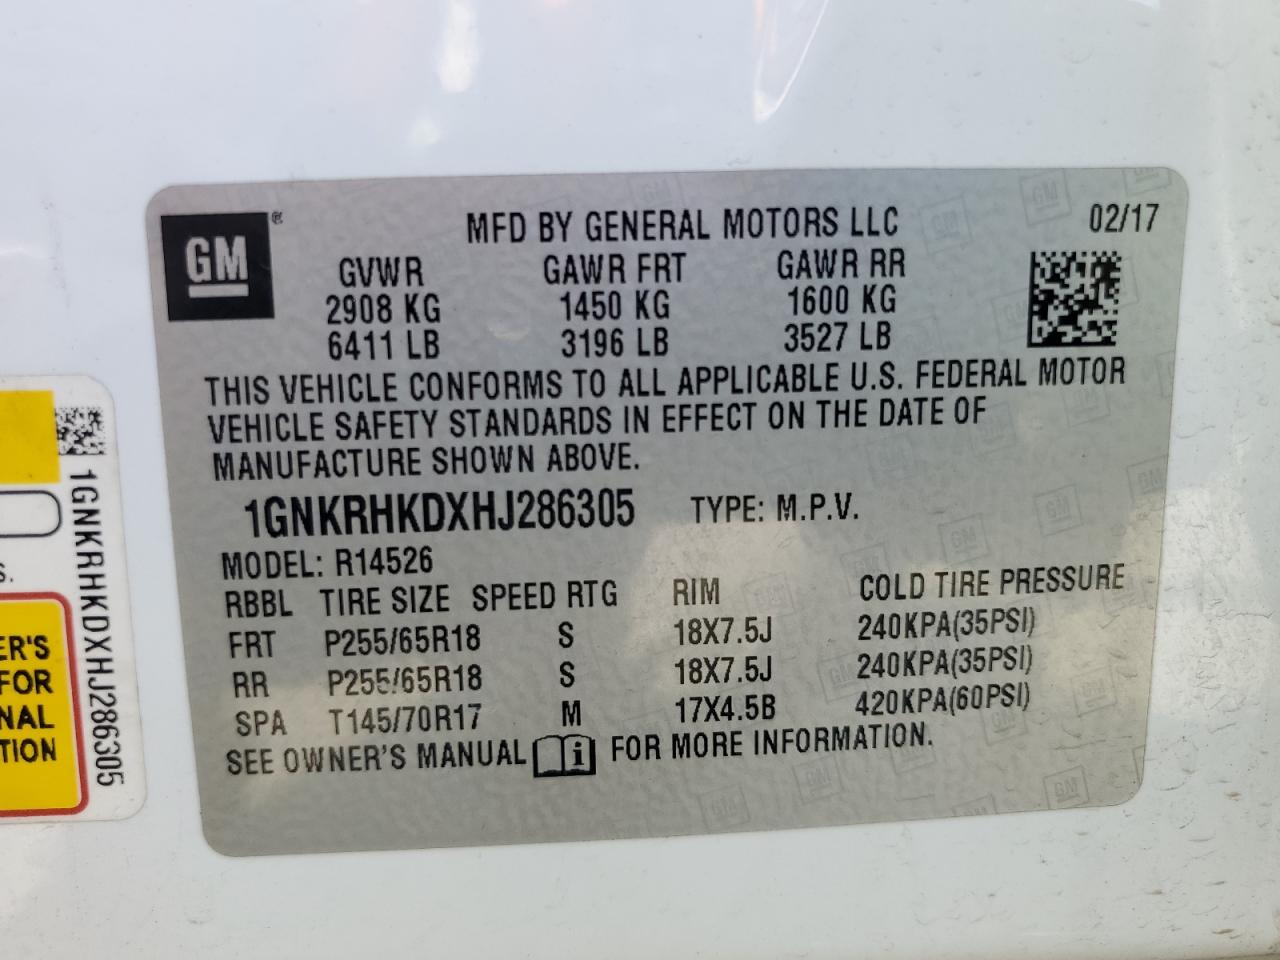 GM ®
MFD BY GENERAL MOTORS LLC 02/17
GVWR GAWR FRT GAWR RR
2908 KG 1450 KG 1600 KG
6411 LB 3196 LB 3527 LB
THIS VEHICLE CONFORMS TO ALL APPLICABLE U.S. FEDERAL MOTOR
VEHICLE SAFETY STANDARDS IN EFFECT ON THE DATE OF
MANUFACTURE SHOWN ABOVE.
1GNKRHKDXHJ286305 TYPE: M.P.V.
MODEL: R14526
RBBL TIRE SIZE SPEED RTG RIM COLD TIRE PRESSURE
FRT P255/65R18 S 18X7.5J 240KPA(35PSI)
RR P255/65R18 S 18X7.5J 240KPA(35PSI)
SPA T145/70R17 M 17X4.5B 420KPA(60PSI)
SEE OWNER'S MANUAL i FOR MORE INFORMATION.
1GNKRHKDXHJ286305
S.
ER'S
FOR
NAL
TION